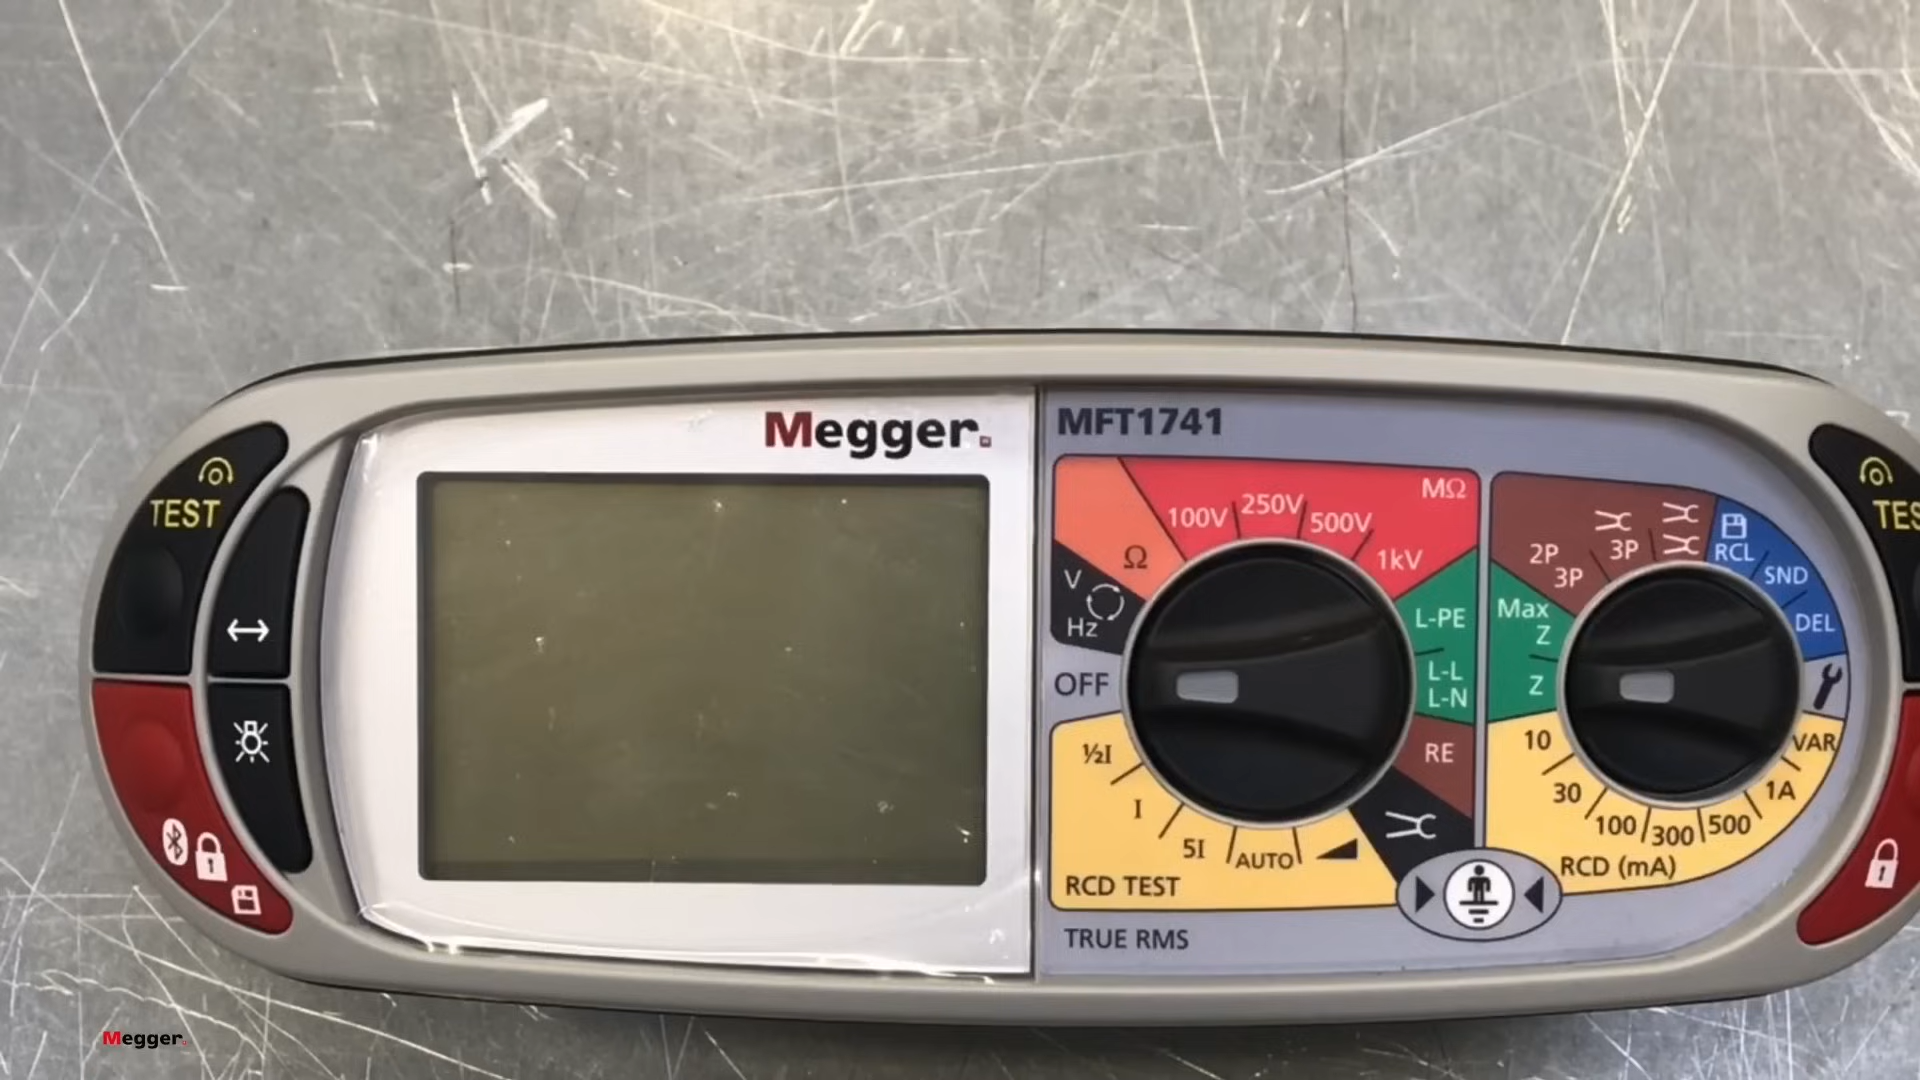 Megger.
MFT1741
TEST
100V
250V
500V
1kV
MΩ
Ω
V
Hz
OFF
L-PE
L-L
L-N
RE
½I
I
5I
AUTO
RCD TEST
TRUE RMS
2P
3P
3P
RCL
SND
DEL
Max
Z
Z
10
30
100
300
500
1A
VAR
RCD (mA)
TES
Megger.